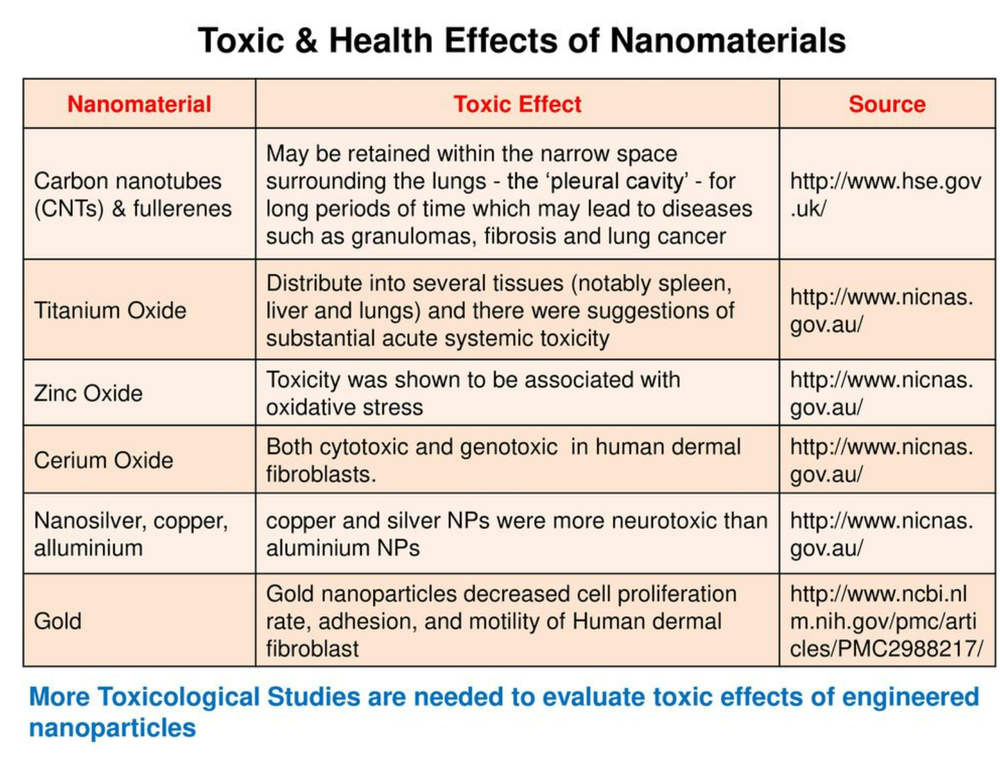 Toxic & Health Effects of Nanomaterials
Nanomaterial
Toxic Effect
Source
Carbon nanotubes
(CNTs) & fullerenes
May be retained within the narrow space
surrounding the lungs - the ‘pleural cavity’ - for
long periods of time which may lead to diseases
such as granulomas, fibrosis and lung cancer
http://www.hse.gov
.uk/
Titanium Oxide
Distribute into several tissues (notably spleen,
liver and lungs) and there were suggestions of
substantial acute systemic toxicity
http://www.nicnas.
gov.au/
Zinc Oxide
Toxicity was shown to be associated with
oxidative stress
http://www.nicnas.
gov.au/
Cerium Oxide
Both cytotoxic and genotoxic  in human dermal
fibroblasts.
http://www.nicnas.
gov.au/
Nanosilver, copper,
alluminium
copper and silver NPs were more neurotoxic than
aluminium NPs
http://www.nicnas.
gov.au/
Gold
Gold nanoparticles decreased cell proliferation
rate, adhesion, and motility of Human dermal
fibroblast
http://www.ncbi.nl
m.nih.gov/pmc/arti
cles/PMC2988217/
More Toxicological Studies are needed to evaluate toxic effects of engineered
nanoparticles